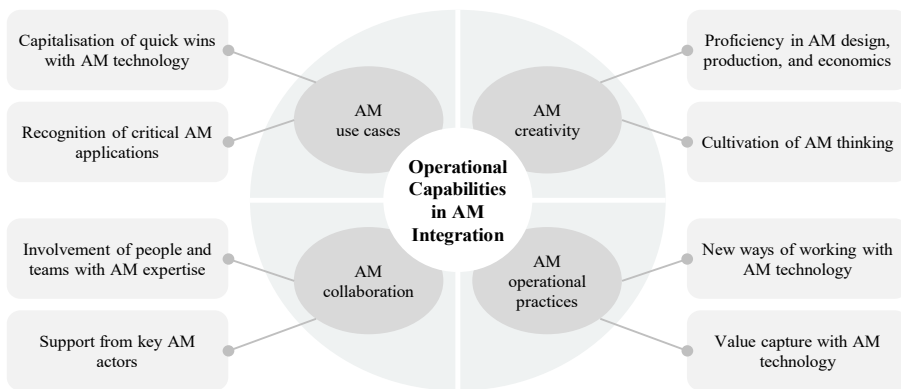 Capitalisation of quick wins
with AM technology
Recognition of critical AM
applications
Involvement of people and
teams with AM expertise
Support from key AM
actors
AM
use cases
AM
creativity
Operational
Capabilities
in AM
Integration
AM
collaboration
AM
operational
practices
Proficiency in AM design,
production, and economics
Cultivation of AM thinking
New ways of working with
AM technology
Value capture with AM
technology